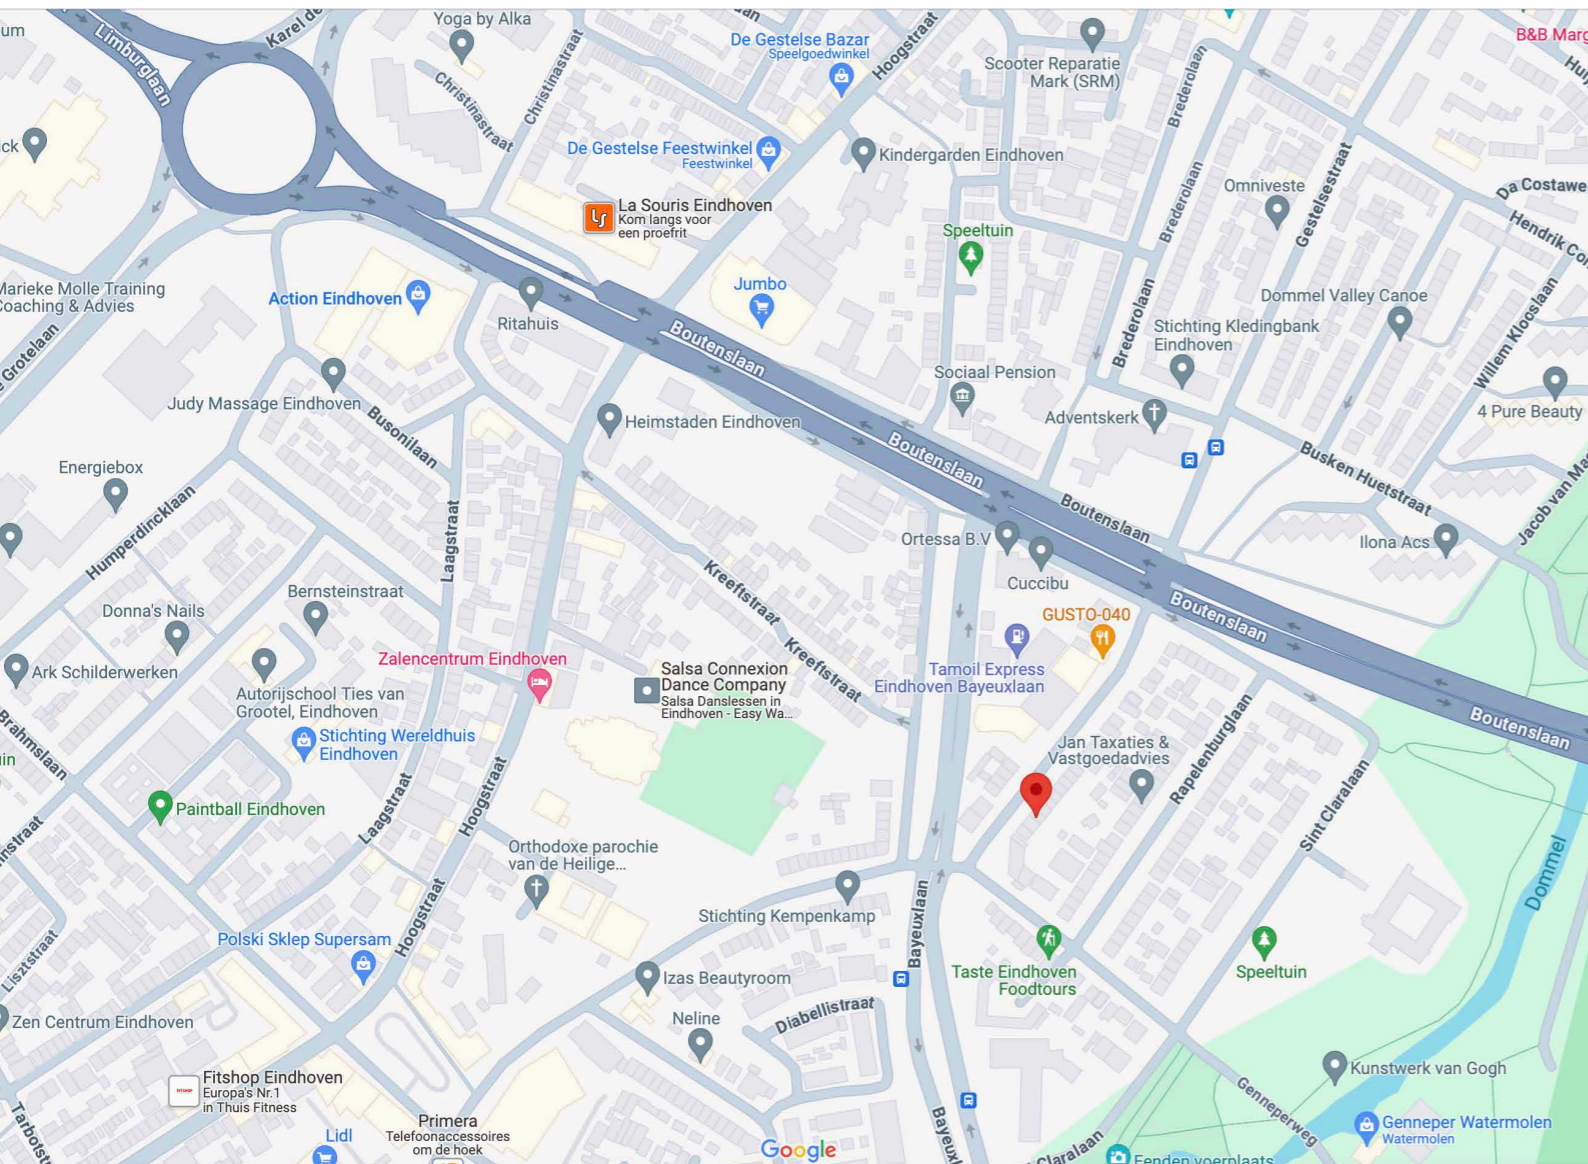 um
Limburglaan
Karel de
Yoga by Alka
Christinastraat
Christinastraat
De Gestelse Bazar
Speelgoedwinkel
Hoogstraat
Scooter Reparatie
Mark (SRM)
Brederolaan
B&B Marg
ick
De Gestelse Feestwinkel
Feestwinkel
Kindergarden Eindhoven
Brederolaan
Omniveste
Gestelsestraat
Da Costawe
Hendrik Co
La Souris Eindhoven
Kom langs voor
een proefrit
Speeltuin
Marieke Molle Training
Coaching & Advies
Action Eindhoven
Ritahuis
Jumbo
Boutenslaan
Brederolaan
Dommel Valley Canoe
Stichting Kledingbank
Eindhoven
Willem Klooslaan
e Grotelaan
Judy Massage Eindhoven
Busonilaan
Heimstaden Eindhoven
Sociaal Pension
Adventskerk
4 Pure Beauty
Boutenslaan
Boutenslaan
Busken Huetstraat
Jacob van Ma
Energiebox
Humperdincklaan
Laagstraat
Ortessa B.V
Cuccibu
Ilona Acs
Kreeftstraat
Kreeftstraat
Boutenslaan
Bernsteinstraat
Donna's Nails
Ark Schilderwerken
Autorijschool Ties van
Grootel, Eindhoven
Zalencentrum Eindhoven
Salsa Connexion
Dance Company
Salsa Danslessen in
Eindhoven - Easy Wa...
GUSTO-040
Tamoil Express
Eindhoven Bayeuxlaan
Boutenslaan
Brahmslaan
in
Stichting Wereldhuis
Eindhoven
Jan Taxaties &
Vastgoedadvies
Rapelenburglaan
Sint Claralaan
Paintball Eindhoven
Laagstraat
Hoogstraat
nstraat
Orthodoxe parochie
van de Heilige...
Stichting Kempenkamp
Bayeuxlaan
Dommel
Hoogstraat
Polski Sklep Supersam
Lisztstraat
Izas Beautyroom
Taste Eindhoven
Foodtours
Speeltuin
Zen Centrum Eindhoven
Neline
Diabellistraat
Fitshop Eindhoven
Europa's Nr.1
in Thuis Fitness
Kunstwerk van Gogh
Genneperweg
Genneper Watermolen
Watermolen
Tarbotstr
Lidl
Primera
Telefoonaccessoires
om de hoek
Google
Bayeuxl
Claralaan
Eenden voerplaats